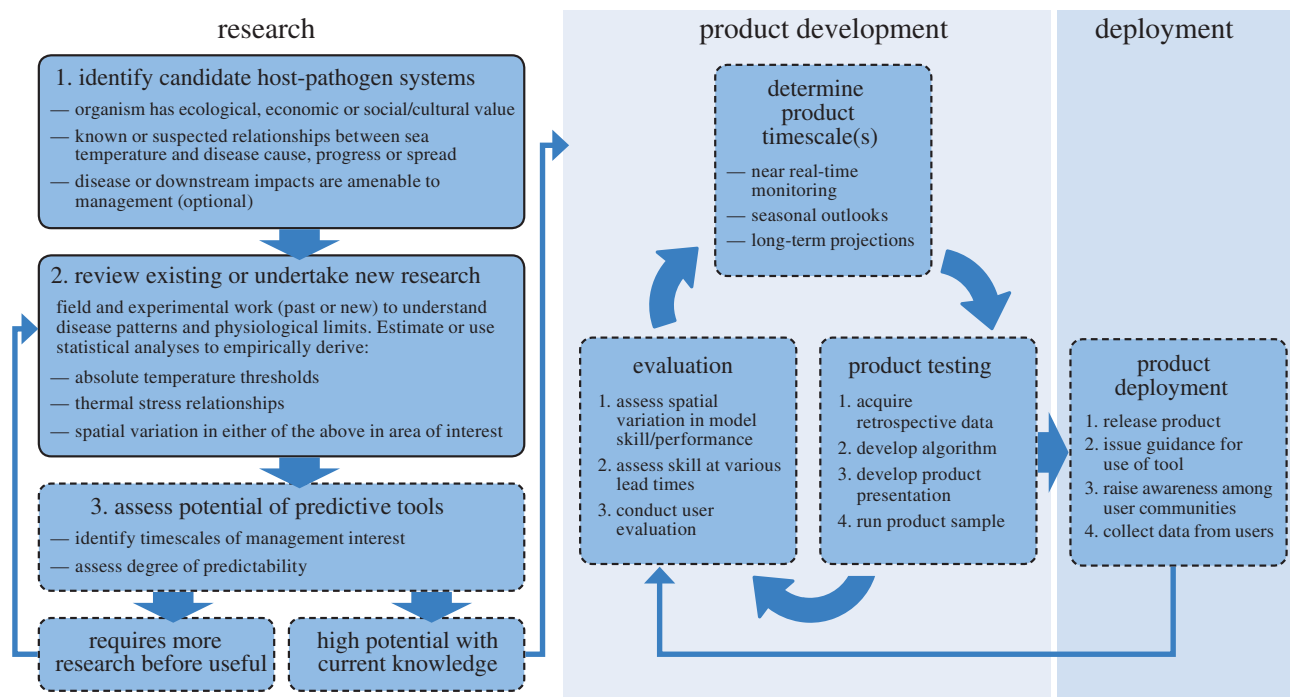 research
1. identify candidate host-pathogen systems
— organism has ecological, economic or social/cultural value
— known or suspected relationships between sea
temperature and disease cause, progress or spread
— disease or downstream impacts are amenable to
management (optional)
2. review existing or undertake new research
field and experimental work (past or new) to understand
disease patterns and physiological limits. Estimate or use
statistical analyses to empirically derive:
— absolute temperature thresholds
— thermal stress relationships
— spatial variation in either of the above in area of interest
3. assess potential of predictive tools
— identify timescales of management interest
— assess degree of predictability
requires more
research before useful
high potential with
current knowledge
product development
determine
product
timescale(s)
— near real-time
monitoring
— seasonal outlooks
— long-term projections
evaluation
1. assess spatial
variation in model
skill/performance
2. assess skill at various
lead times
3. conduct user
evaluation
product testing
1. acquire
retrospective data
2. develop algorithm
3. develop product
presentation
4. run product sample
deployment
product
deployment
1. release product
2. issue guidance for
use of tool
3. raise awareness among
user communities
4. collect data from users